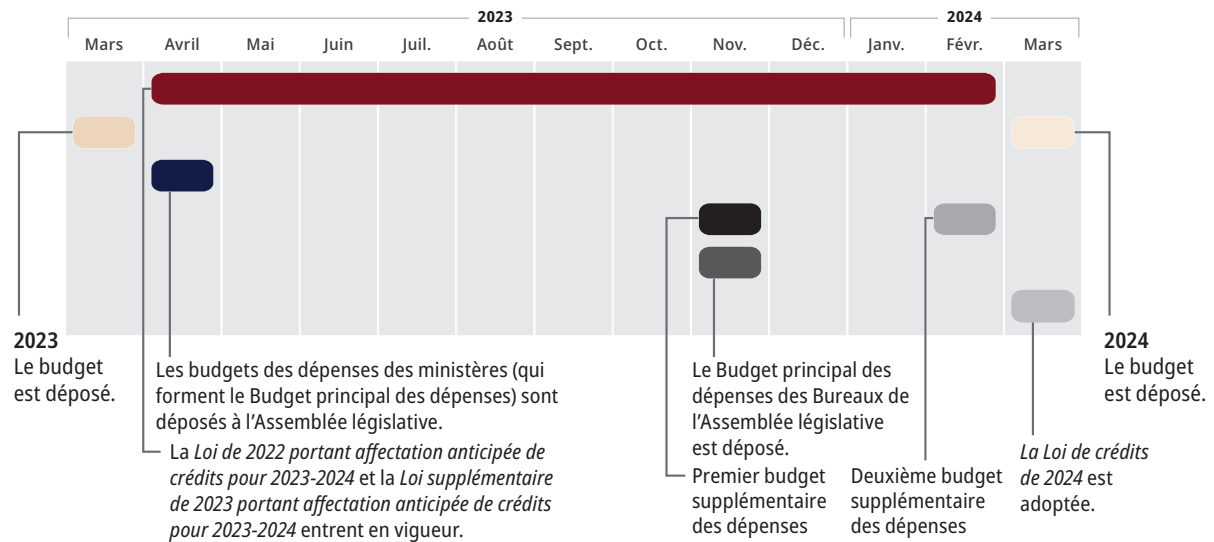 2023
2024
Mars Avril Mai Juin Juil. Août Sept. Oct. Nov. Déc. Janv. Févr. Mars
2023
Le budget
est déposé.
Les budgets des dépenses des ministères (qui
forment le Budget principal des dépenses) sont
déposés à l'Assemblée législative.
La Loi de 2022 portant affectation anticipée de
crédits pour 2023-2024 et la Loi supplémentaire
de 2023 portant affectation anticipée de crédits
pour 2023-2024 entrent en vigueur.
Le Budget principal des
dépenses des Bureaux de
l'Assemblée législative
est déposé.
Premier budget
supplémentaire
des dépenses
Deuxième budget
supplémentaire
des dépenses
La Loi de crédits
de 2024 est
adoptée.
2024
Le budget
est déposé.